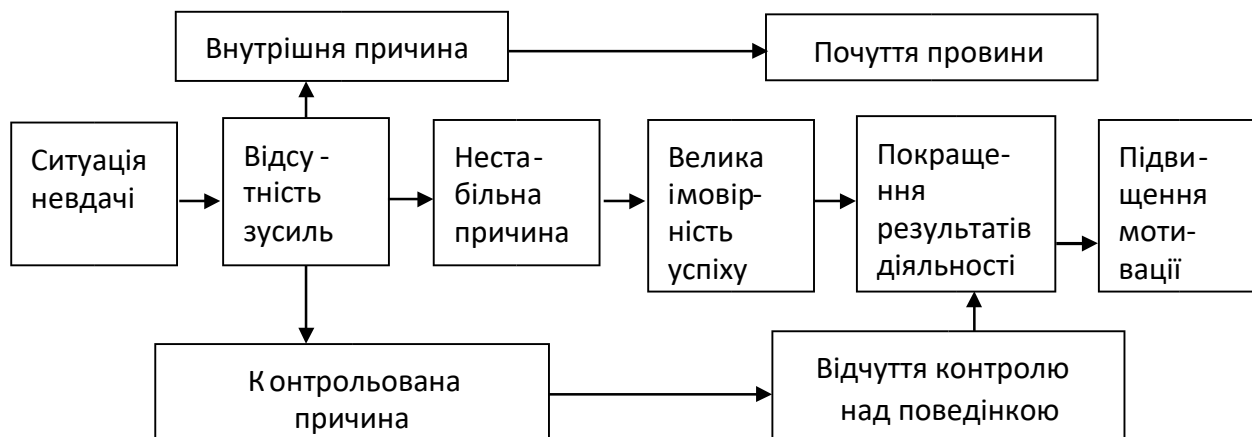 Внутрішня причина
Почуття провини
Ситуація
невдачі
Відсу -
тність
зусиль
Неста-
більна
причина
Велика
імовір-
ність
успіху
Покраще-
ння
результатів
діяльності
Підви-
щення
моти-
вації
К онтрольована
причина
Відчуття контролю
над поведінкою